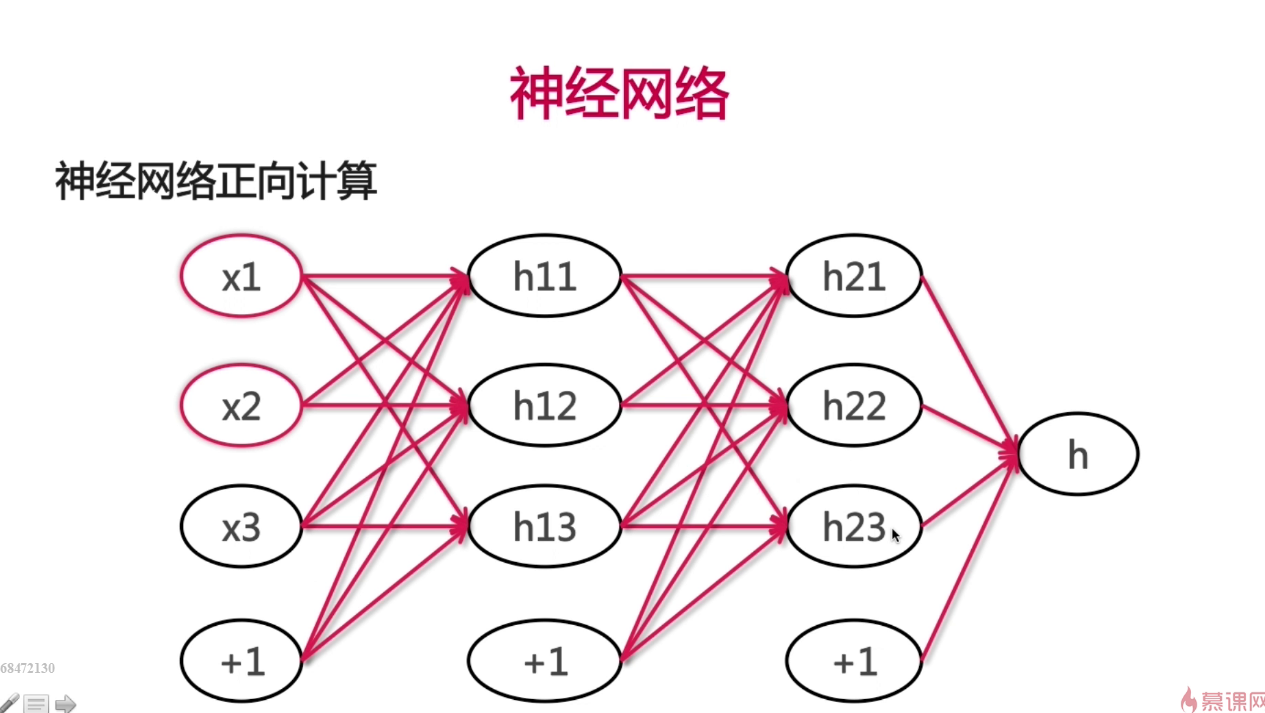 神经网络
神经网络正向计算
x1 h11 h21
x2 h12 h22
h
x3 h13 h23
+1 +1 +1
68472130
慕课网